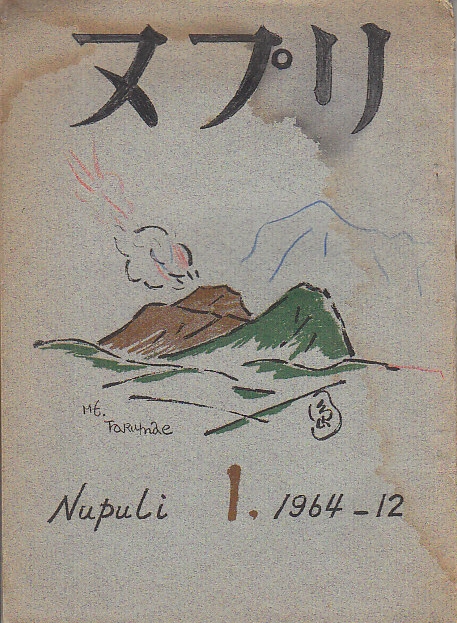 ヌプリ
Mt.
Tarumae
Nupuli 1. 1964-12